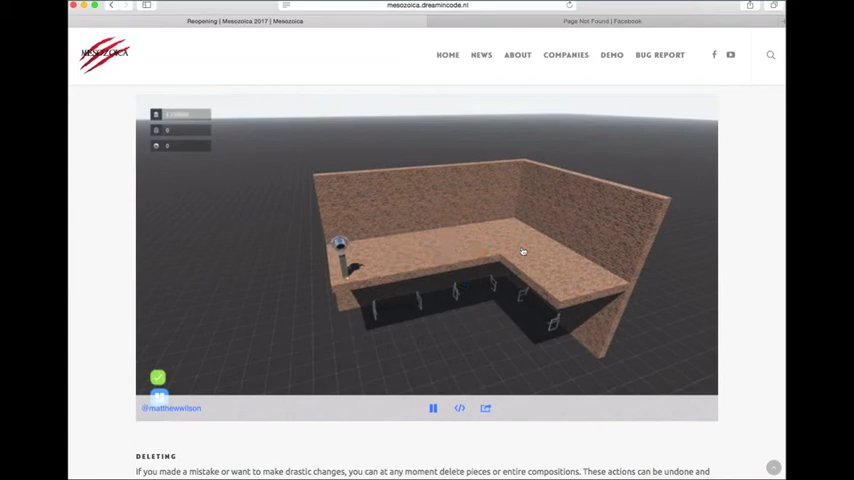 mesozoica.dreamincode.nl
Reopening | Mesozoica 2017 | Mesozoica
Page Not Found | Facebook
MESOZOICA
HOME NEWS ABOUT COMPANIES DEMO BUG REPORT
0
0
@matthewwilson
DELETING
If you made a mistake or want to make drastic changes, you can at any moment delete pieces or entire compositions. These actions can be undone and